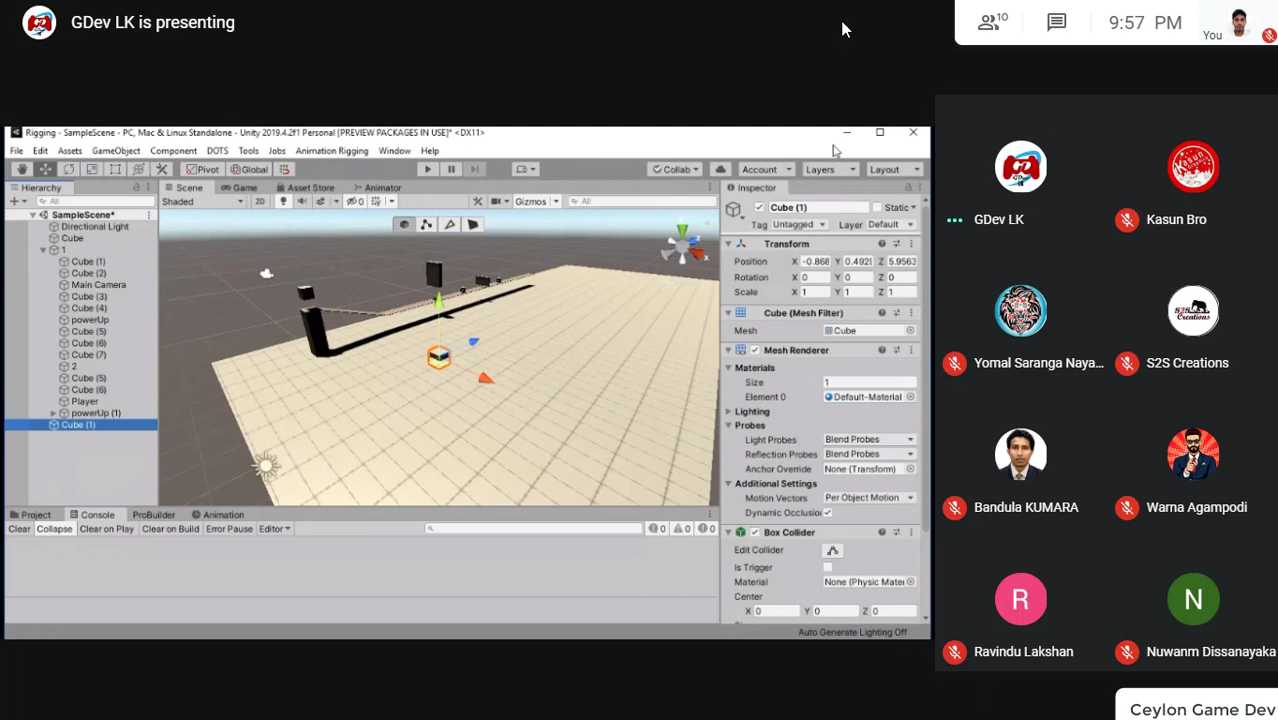 GDev LK is presenting
10
9:57 PM
You
Rigging - SampleScene - PC, Mac & Linux Standalone - Unity 2019.4.2f1 Personal [PREVIEW PACKAGES IN USE]* <DX11>
File Edit Assets GameObject Component DOTS Tools Jobs Animation Rigging Window Help
Pivot Global Collab Account Layers Layout
Hierarchy
All
SampleScene*
Directional Light
Cube
1
Cube (1)
Cube (2)
Main Camera
Cube (3)
Cube (4)
powerUp
Cube (5)
Cube (6)
Cube (7)
2
Cube (5)
Cube (6)
Player
powerUp (1)
Cube (1)
Scene Game Asset Store Animator
Shaded 2D 0 Gizmos All
x
Project Console ProBuilder Animation
Clear Collapse Clear on Play Clear on Build Error Pause Editor 0 0 0
Inspector
Cube (1) Static
Tag Untagged Layer Default
Transform
Position X -0.868 Y 0.4929 Z 5.9563
Rotation X 0 Y 0 Z 0
Scale X 1 Y 1 Z 1
Cube (Mesh Filter)
Mesh Cube
Mesh Renderer
Materials
Size 1
Element 0 Default-Material
Lighting
Probes
Light Probes Blend Probes
Reflection Probes Blend Probes
Anchor Override None (Transform)
Additional Settings
Motion Vectors Per Object Motion
Dynamic Occlusio
Box Collider
Edit Collider
Is Trigger
Material None (Physic Mate
Center
X 0 Y 0 Z 0
Auto Generate Lighting Off
GDev LK
Kasun Bro
Yomal Saranga Naya...
S2S Creations
Bandula KUMARA
Warna Agampodi
R
Ravindu Lakshan
N
Nuwanm Dissanayaka
Ceylon Game Dev